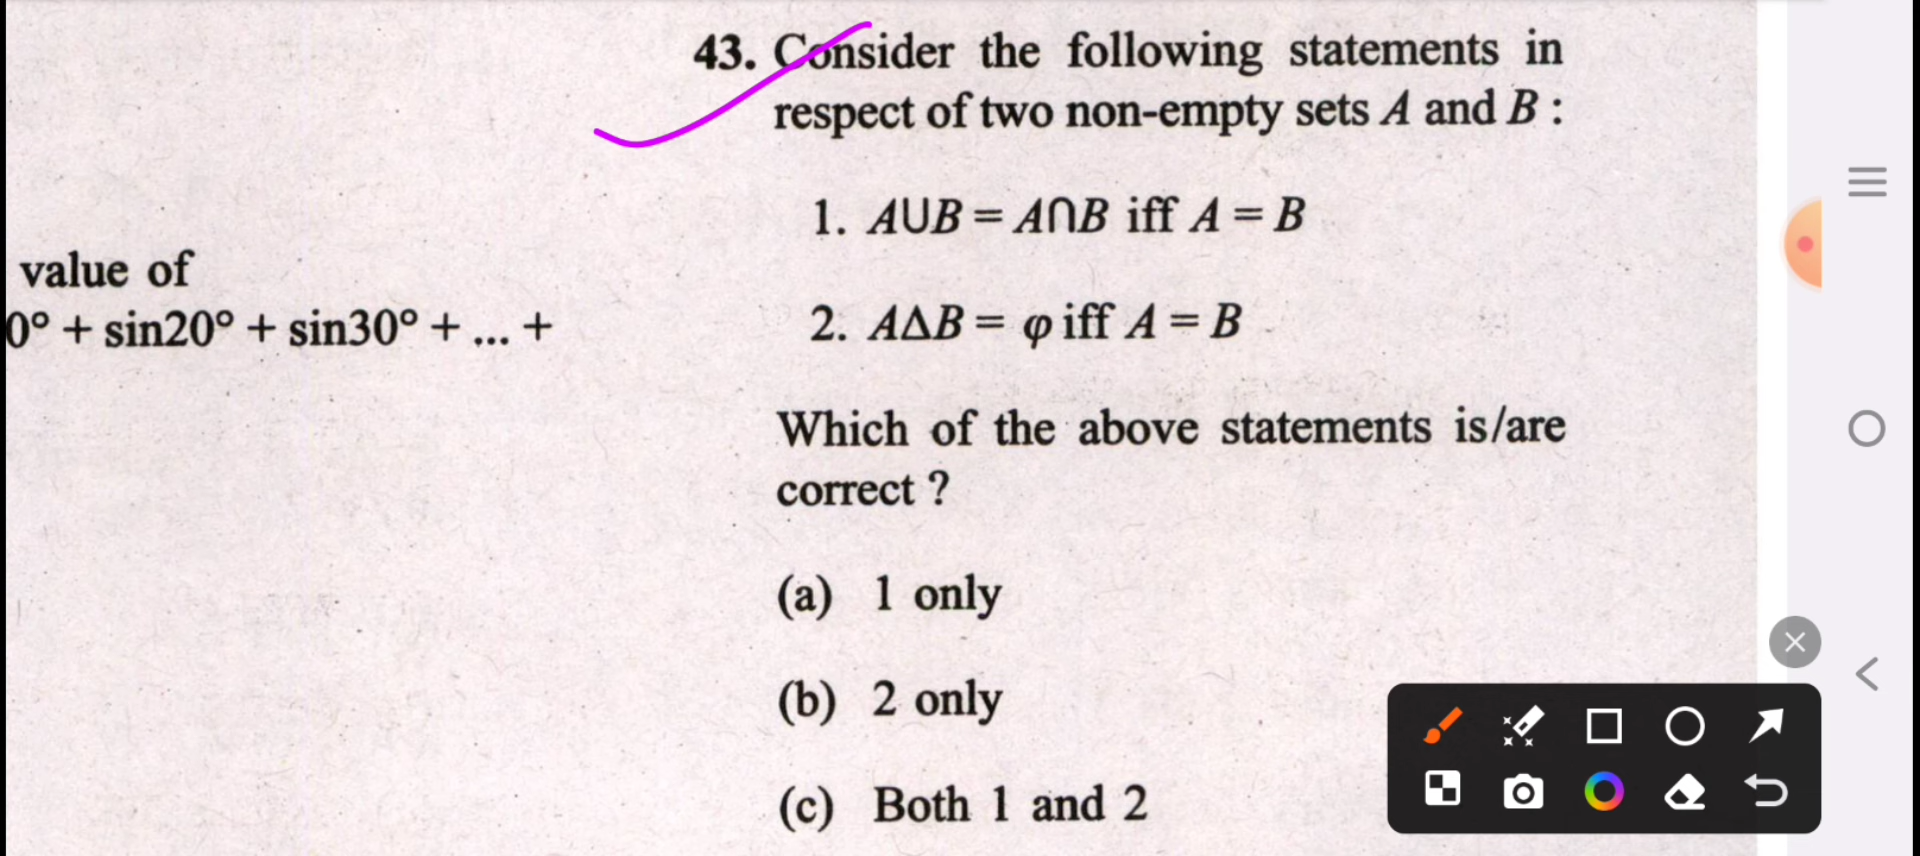 value of
0° + sin20° + sin30° + ... +
43. Consider the following statements in
respect of two non-empty sets A and B :
1. A∪B = A∩B iff A = B
2. A∆B = φ iff A = B
Which of the above statements is/are
correct ?
(a) 1 only
(b) 2 only
(c) Both 1 and 2